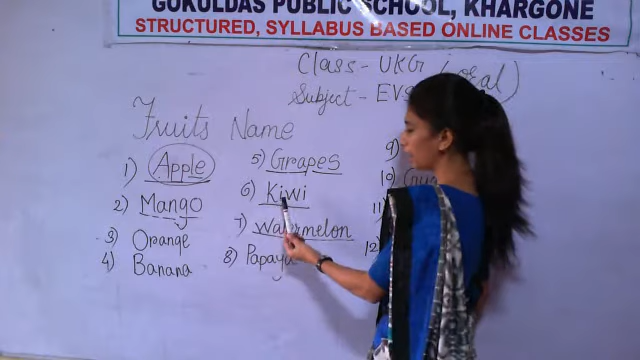 GOKULDAS PUBLIC SCHOOL, KHARGONE
STRUCTURED, SYLLABUS BASED ONLINE CLASSES
Class - UKG (oral)
Subject - EVS
Fruits Name
1) Apple
2) Mango
3) Orange
4) Banana
5) Grapes
6) Kiwi
7) Watermelon
8) Papaya
9)
10)
11)
12)